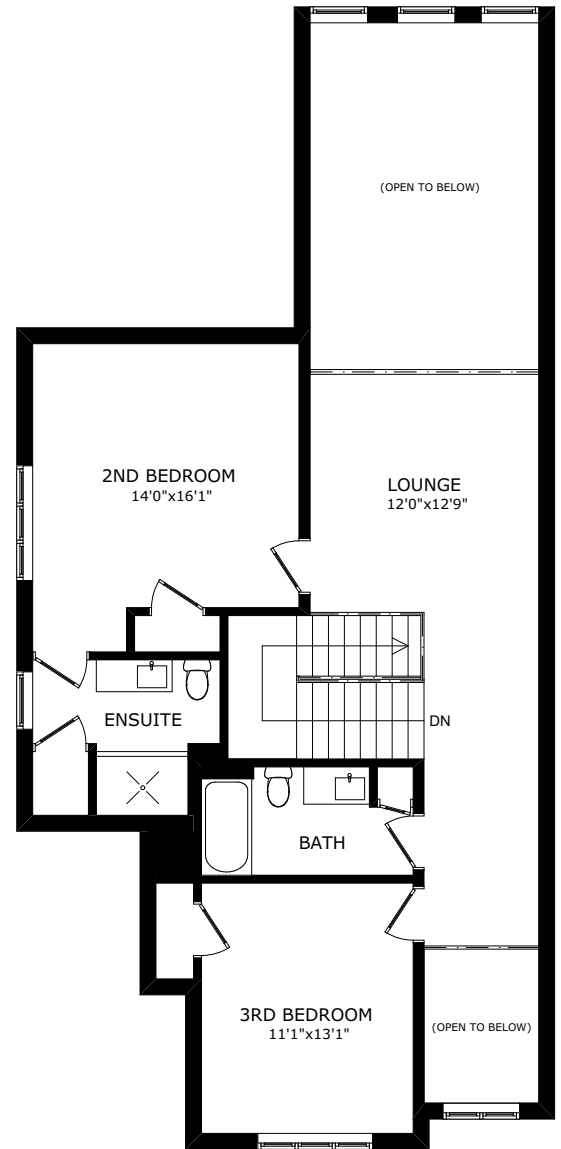 (OPEN TO BELOW)
2ND BEDROOM
14'0"x16'1"
LOUNGE
12'0"x12'9"
ENSUITE
DN
BATH
3RD BEDROOM
11'1"x13'1"
(OPEN TO BELOW)